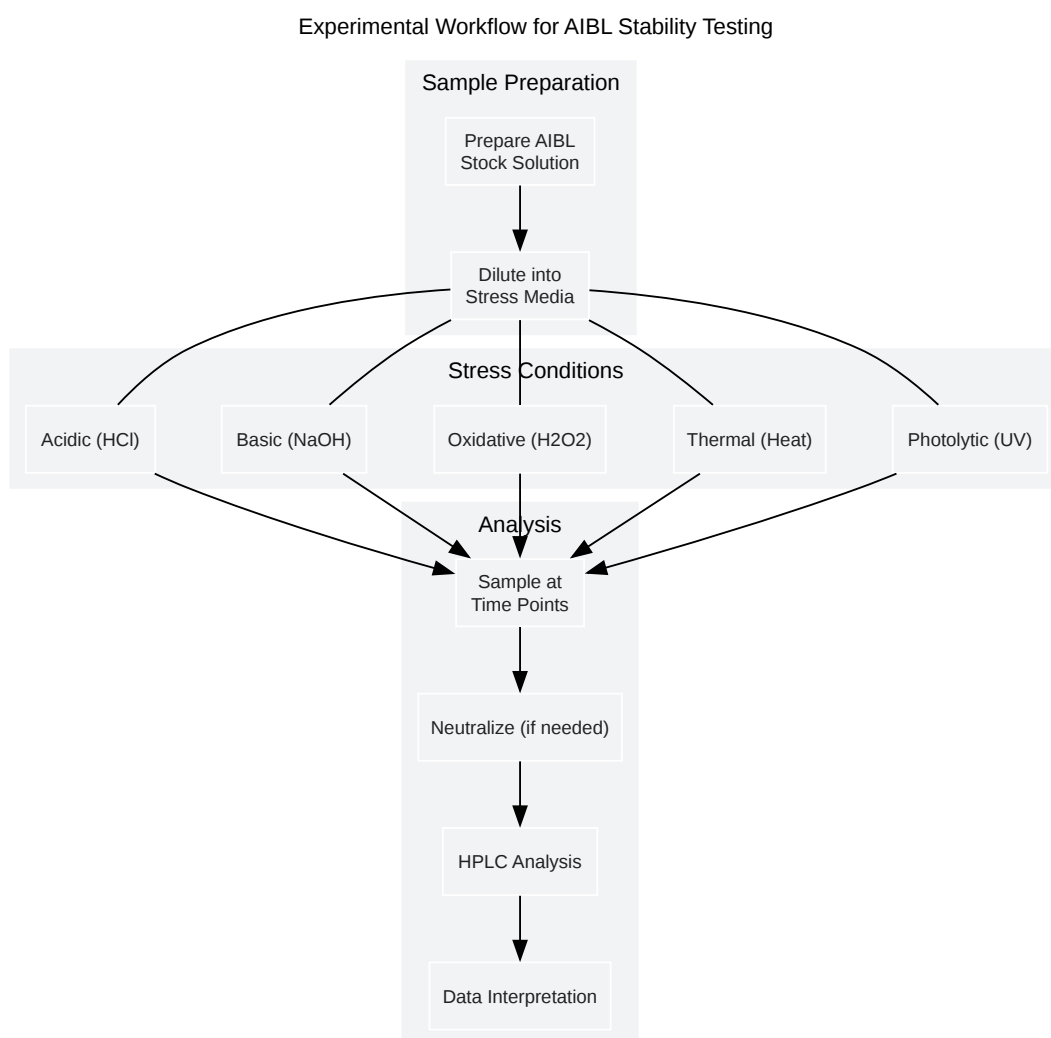 Experimental Workflow for AIBL Stability Testing
Sample Preparation
Prepare AIBL
Stock Solution
Dilute into
Stress Media
Stress Conditions
Acidic (HCl)
Basic (NaOH)
Oxidative (H2O2)
Thermal (Heat)
Photolytic (UV)
Analysis
Sample at
Time Points
Neutralize (if needed)
HPLC Analysis
Data Interpretation